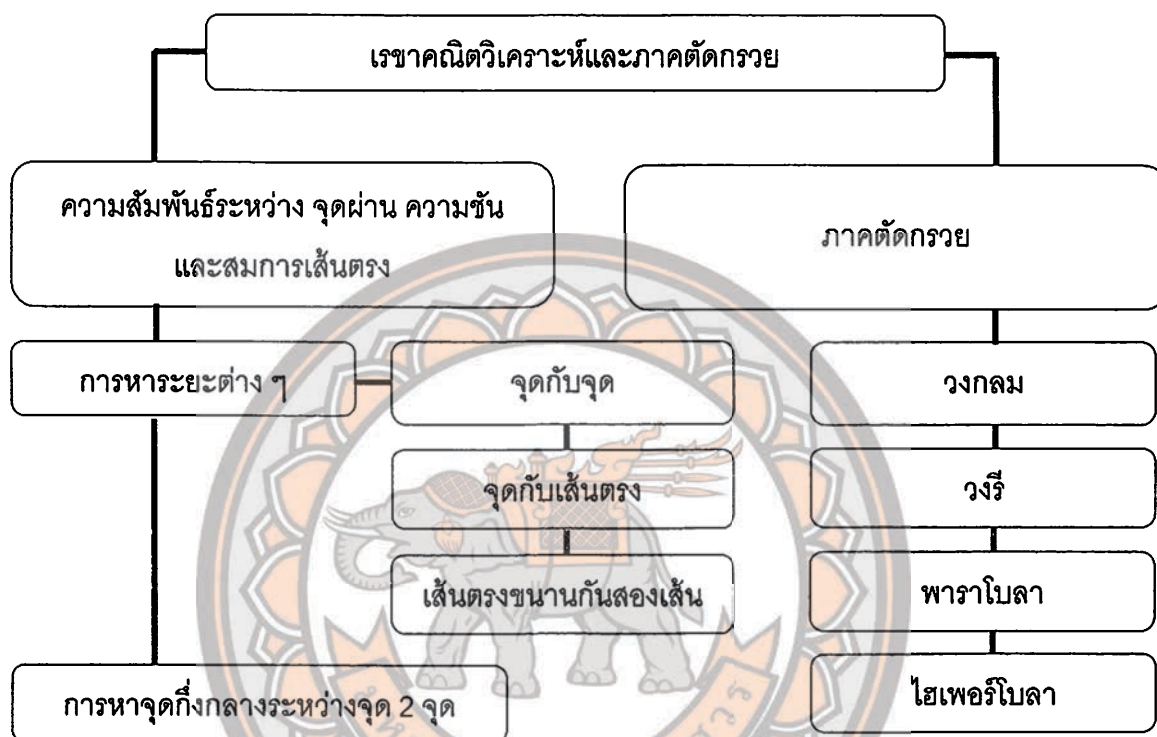 เรขาคณิตวิเคราะห์และภาคตัดกรวย
ความสัมพันธ์ระหว่าง จุดผ่าน ความชัน
และสมการเส้นตรง
ภาคตัดกรวย
การหาระยะต่าง ๆ
จุดกับจุด
วงกลม
จุดกับเส้นตรง
วงรี
เส้นตรงขนานกันสองเส้น
พาราโบลา
การหาจุดกึ่งกลางระหว่างจุด 2 จุด
ไฮเพอร์โบลา